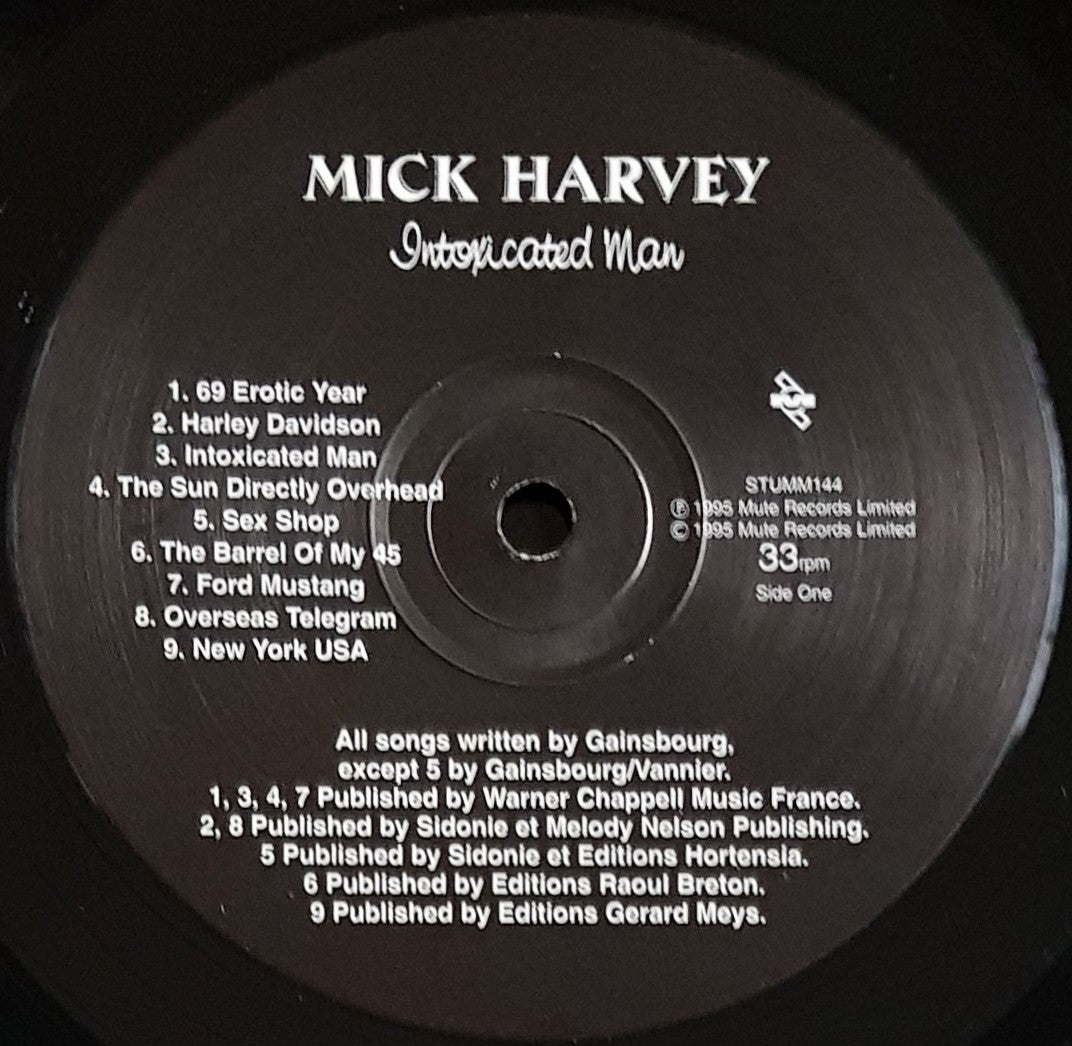 MICK HARVEY
Intoxicated Man
1. 69 Erotic Year
2. Harley Davidson
3. Intoxicated Man
4. The Sun Directly Overhead
5. Sex Shop
6. The Barrel Of My 45
7. Ford Mustang
8. Overseas Telegram
9. New York USA
STUMM144
℗ 1995 Mute Records Limited
© 1995 Mute Records Limited
33rpm
Side One
All songs written by Gainsbourg,
except 5 by Gainsbourg/Vannier.
1, 3, 4, 7 Published by Warner Chappell Music France.
2, 8 Published by Sidonie et Melody Nelson Publishing.
5 Published by Sidonie et Editions Hortensia.
6 Published by Editions Raoul Breton.
9 Published by Editions Gerard Meys.